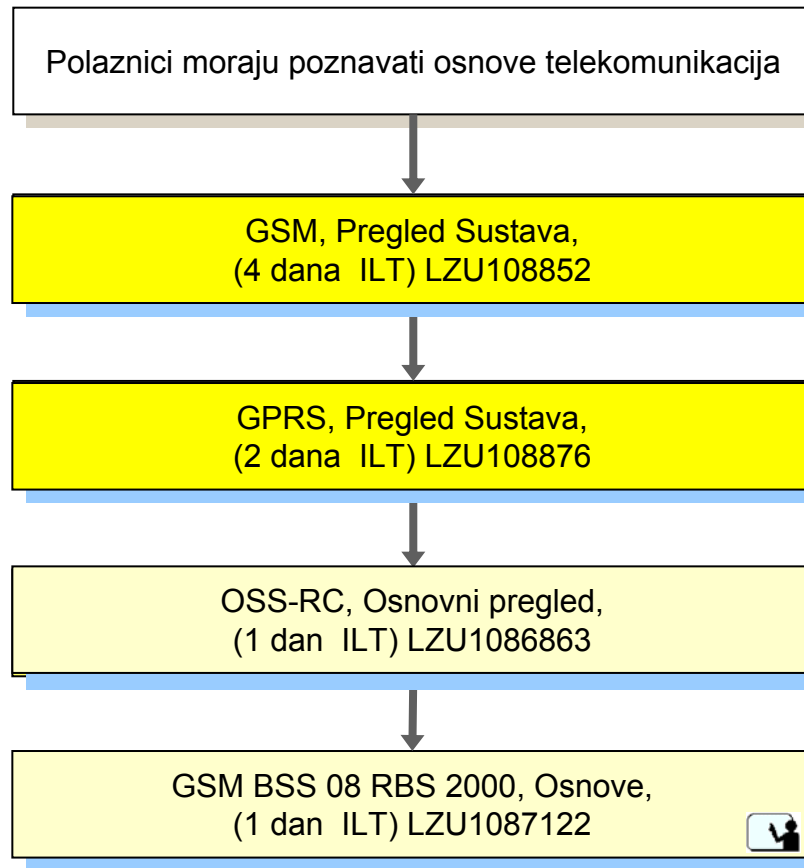 Polaznici moraju poznavati osnove telekomunikacija
GSM, Pregled Sustava,
(4 dana  ILT) LZU108852
GPRS, Pregled Sustava,
(2 dana  ILT) LZU108876
OSS-RC, Osnovni pregled,
(1 dan  ILT) LZU1086863
GSM BSS 08 RBS 2000, Osnove,
(1 dan  ILT) LZU1087122